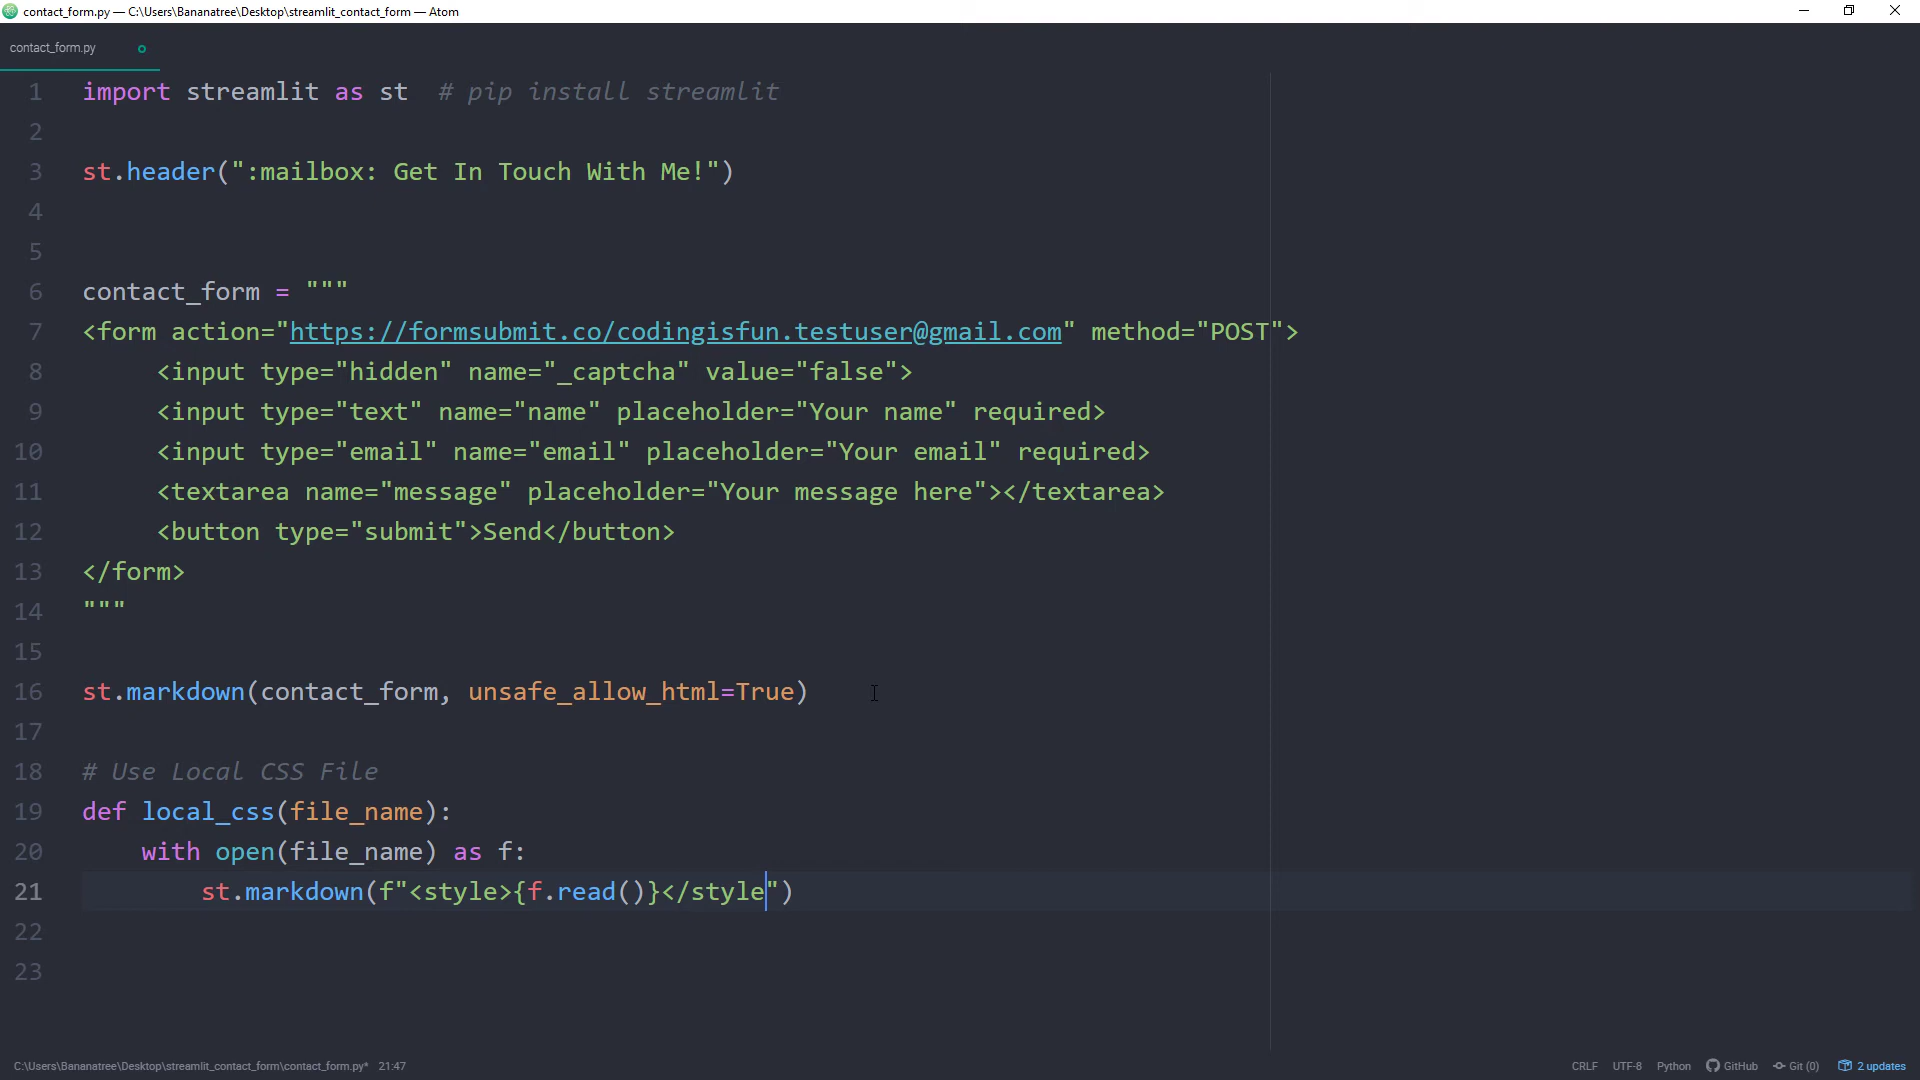 contact_form.py — C:\Users\Bananatree\Desktop\streamlit_contact_form — Atom
contact_form.py
1 import streamlit as st  # pip install streamlit
2
3 st.header(":mailbox: Get In Touch With Me!")
4
5
6 contact_form = """
7 <form action="https://formsubmit.co/codingisfun.testuser@gmail.com" method="POST">
8      <input type="hidden" name="_captcha" value="false">
9      <input type="text" name="name" placeholder="Your name" required>
10      <input type="email" name="email" placeholder="Your email" required>
11      <textarea name="message" placeholder="Your message here"></textarea>
12      <button type="submit">Send</button>
13 </form>
14 """
15
16 st.markdown(contact_form, unsafe_allow_html=True)
17
18 # Use Local CSS File
19 def local_css(file_name):
20     with open(file_name) as f:
21         st.markdown(f"<style>{f.read()}</style")
22
23
C:\Users\Bananatree\Desktop\streamlit_contact_form\contact_form.py* 21:47 CRLF UTF-8 Python GitHub Git (0) 2 updates